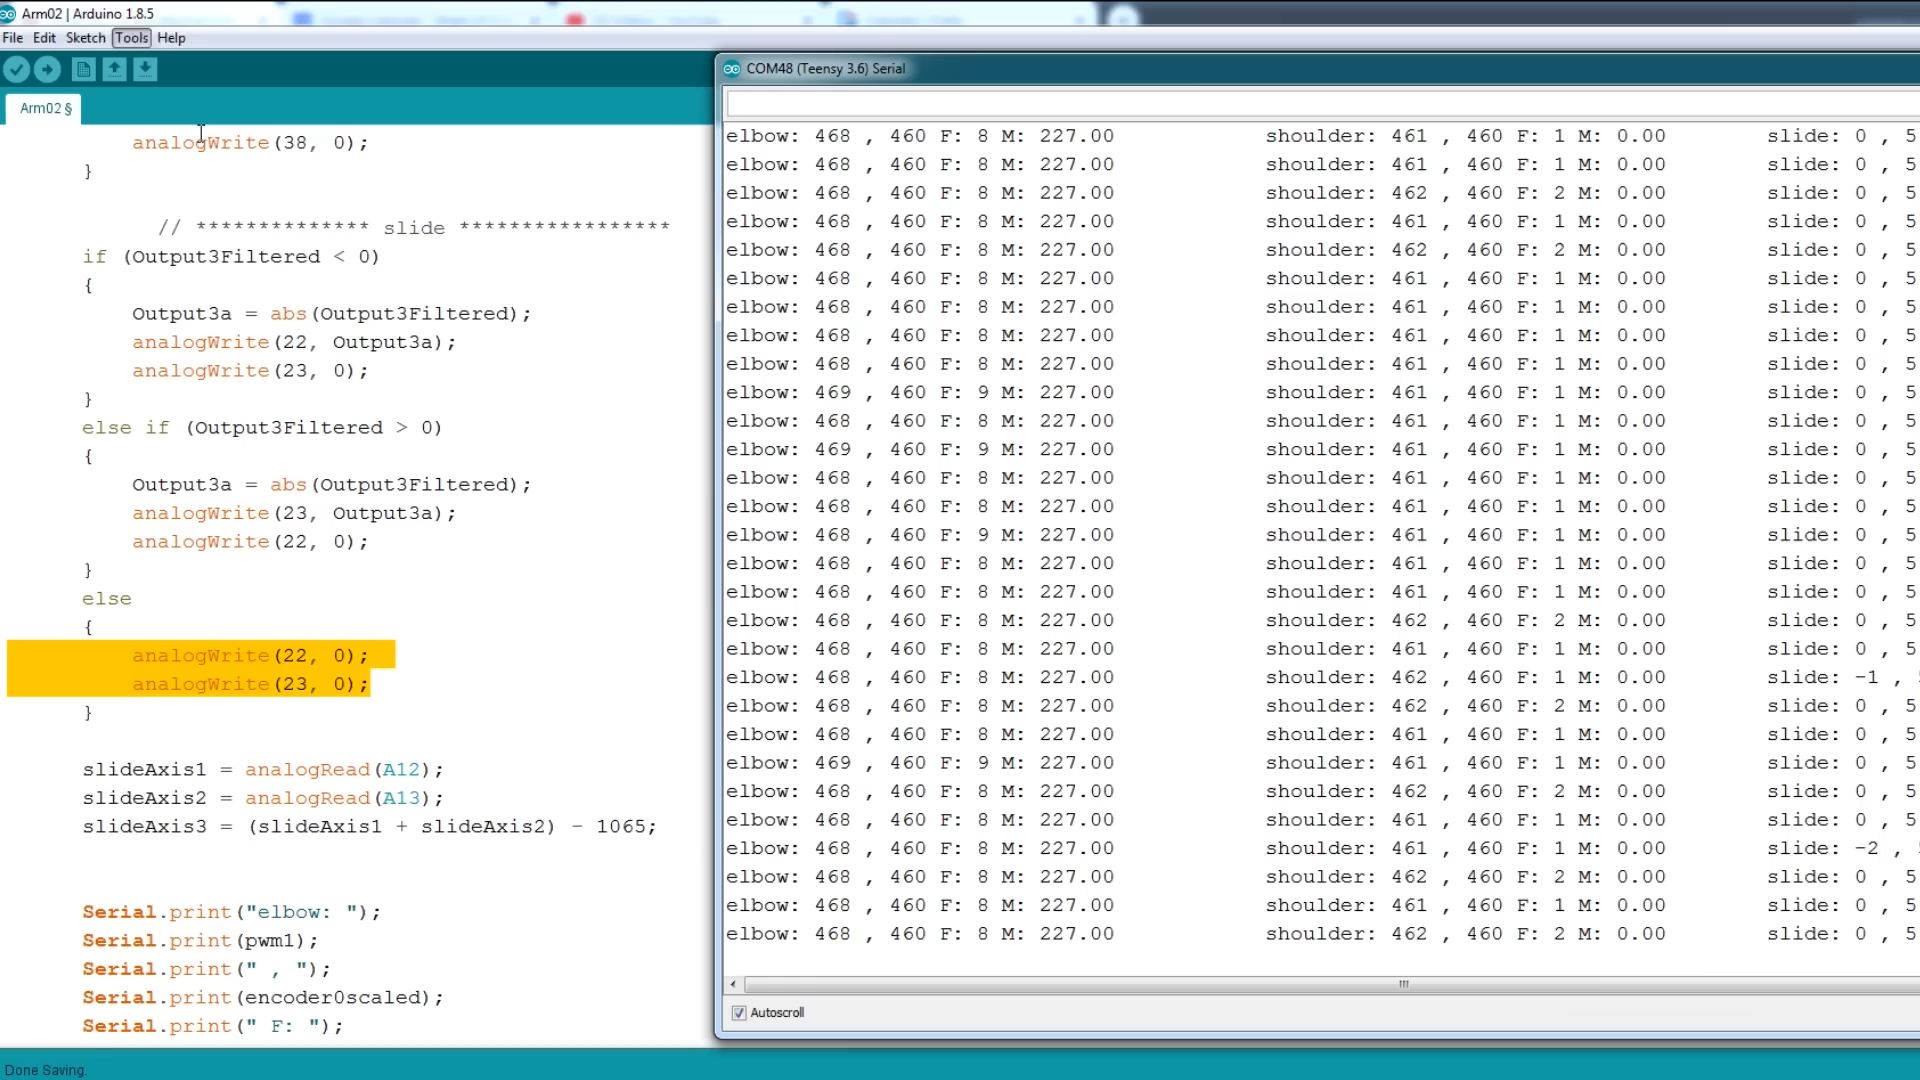 Arm02 | Arduino 1.8.5
File Edit Sketch Tools Help
Arm02 §
analogWrite(38, 0);
}
// ************** slide *****************
if (Output3Filtered < 0)
{
Output3a = abs(Output3Filtered);
analogWrite(22, Output3a);
analogWrite(23, 0);
}
else if (Output3Filtered > 0)
{
Output3a = abs(Output3Filtered);
analogWrite(23, Output3a);
analogWrite(22, 0);
}
else
{
analogWrite(22, 0);
analogWrite(23, 0);
}
slideAxis1 = analogRead(A12);
slideAxis2 = analogRead(A13);
slideAxis3 = (slideAxis1 + slideAxis2) - 1065;
Serial.print("elbow: ");
Serial.print(pwm1);
Serial.print(" , ");
Serial.print(encoder0scaled);
Serial.print(" F: ");
Done Saving.
COM48 (Teensy 3.6) Serial
elbow: 468 , 460 F: 8 M: 227.00 shoulder: 461 , 460 F: 1 M: 0.00 slide: 0 , 5
elbow: 468 , 460 F: 8 M: 227.00 shoulder: 461 , 460 F: 1 M: 0.00 slide: 0 , 5
elbow: 468 , 460 F: 8 M: 227.00 shoulder: 462 , 460 F: 2 M: 0.00 slide: 0 , 5
elbow: 468 , 460 F: 8 M: 227.00 shoulder: 461 , 460 F: 1 M: 0.00 slide: 0 , 5
elbow: 468 , 460 F: 8 M: 227.00 shoulder: 462 , 460 F: 2 M: 0.00 slide: 0 , 5
elbow: 468 , 460 F: 8 M: 227.00 shoulder: 461 , 460 F: 1 M: 0.00 slide: 0 , 5
elbow: 468 , 460 F: 8 M: 227.00 shoulder: 461 , 460 F: 1 M: 0.00 slide: 0 , 5
elbow: 468 , 460 F: 8 M: 227.00 shoulder: 461 , 460 F: 1 M: 0.00 slide: 0 , 5
elbow: 468 , 460 F: 8 M: 227.00 shoulder: 461 , 460 F: 1 M: 0.00 slide: 0 , 5
elbow: 469 , 460 F: 9 M: 227.00 shoulder: 461 , 460 F: 1 M: 0.00 slide: 0 , 5
elbow: 468 , 460 F: 8 M: 227.00 shoulder: 461 , 460 F: 1 M: 0.00 slide: 0 , 5
elbow: 469 , 460 F: 9 M: 227.00 shoulder: 461 , 460 F: 1 M: 0.00 slide: 0 , 5
elbow: 468 , 460 F: 8 M: 227.00 shoulder: 461 , 460 F: 1 M: 0.00 slide: 0 , 5
elbow: 468 , 460 F: 8 M: 227.00 shoulder: 461 , 460 F: 1 M: 0.00 slide: 0 , 5
elbow: 468 , 460 F: 9 M: 227.00 shoulder: 461 , 460 F: 1 M: 0.00 slide: 0 , 5
elbow: 468 , 460 F: 8 M: 227.00 shoulder: 461 , 460 F: 1 M: 0.00 slide: 0 , 5
elbow: 468 , 460 F: 8 M: 227.00 shoulder: 461 , 460 F: 1 M: 0.00 slide: 0 , 5
elbow: 468 , 460 F: 8 M: 227.00 shoulder: 462 , 460 F: 2 M: 0.00 slide: 0 , 5
elbow: 468 , 460 F: 8 M: 227.00 shoulder: 461 , 460 F: 1 M: 0.00 slide: 0 , 5
elbow: 468 , 460 F: 8 M: 227.00 shoulder: 462 , 460 F: 1 M: 0.00 slide: -1 ,
elbow: 468 , 460 F: 8 M: 227.00 shoulder: 462 , 460 F: 2 M: 0.00 slide: 0 , 5
elbow: 468 , 460 F: 8 M: 227.00 shoulder: 461 , 460 F: 1 M: 0.00 slide: 0 , 5
elbow: 469 , 460 F: 9 M: 227.00 shoulder: 461 , 460 F: 1 M: 0.00 slide: 0 , 5
elbow: 468 , 460 F: 8 M: 227.00 shoulder: 462 , 460 F: 2 M: 0.00 slide: 0 , 5
elbow: 468 , 460 F: 8 M: 227.00 shoulder: 461 , 460 F: 1 M: 0.00 slide: 0 , 5
elbow: 468 , 460 F: 8 M: 227.00 shoulder: 461 , 460 F: 1 M: 0.00 slide: -2 ,
elbow: 468 , 460 F: 8 M: 227.00 shoulder: 462 , 460 F: 2 M: 0.00 slide: 0 , 5
elbow: 468 , 460 F: 8 M: 227.00 shoulder: 461 , 460 F: 1 M: 0.00 slide: 0 , 5
elbow: 468 , 460 F: 8 M: 227.00 shoulder: 462 , 460 F: 2 M: 0.00 slide: 0 , 5
Autoscroll